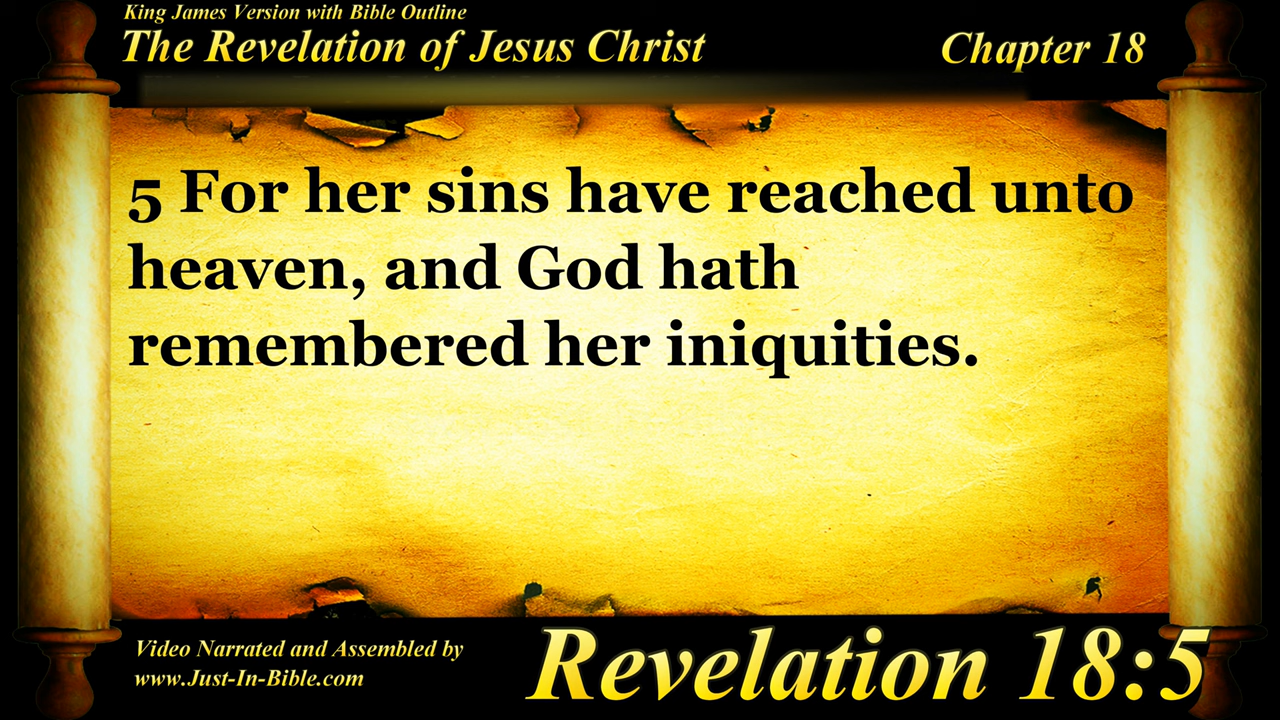 King James Version with Bible Outline
The Revelation of Jesus Christ
Chapter 18
5 For her sins have reached unto
heaven, and God hath
remembered her iniquities.
Video Narrated and Assembled by
www.Just-In-Bible.com
Revelation 18:5